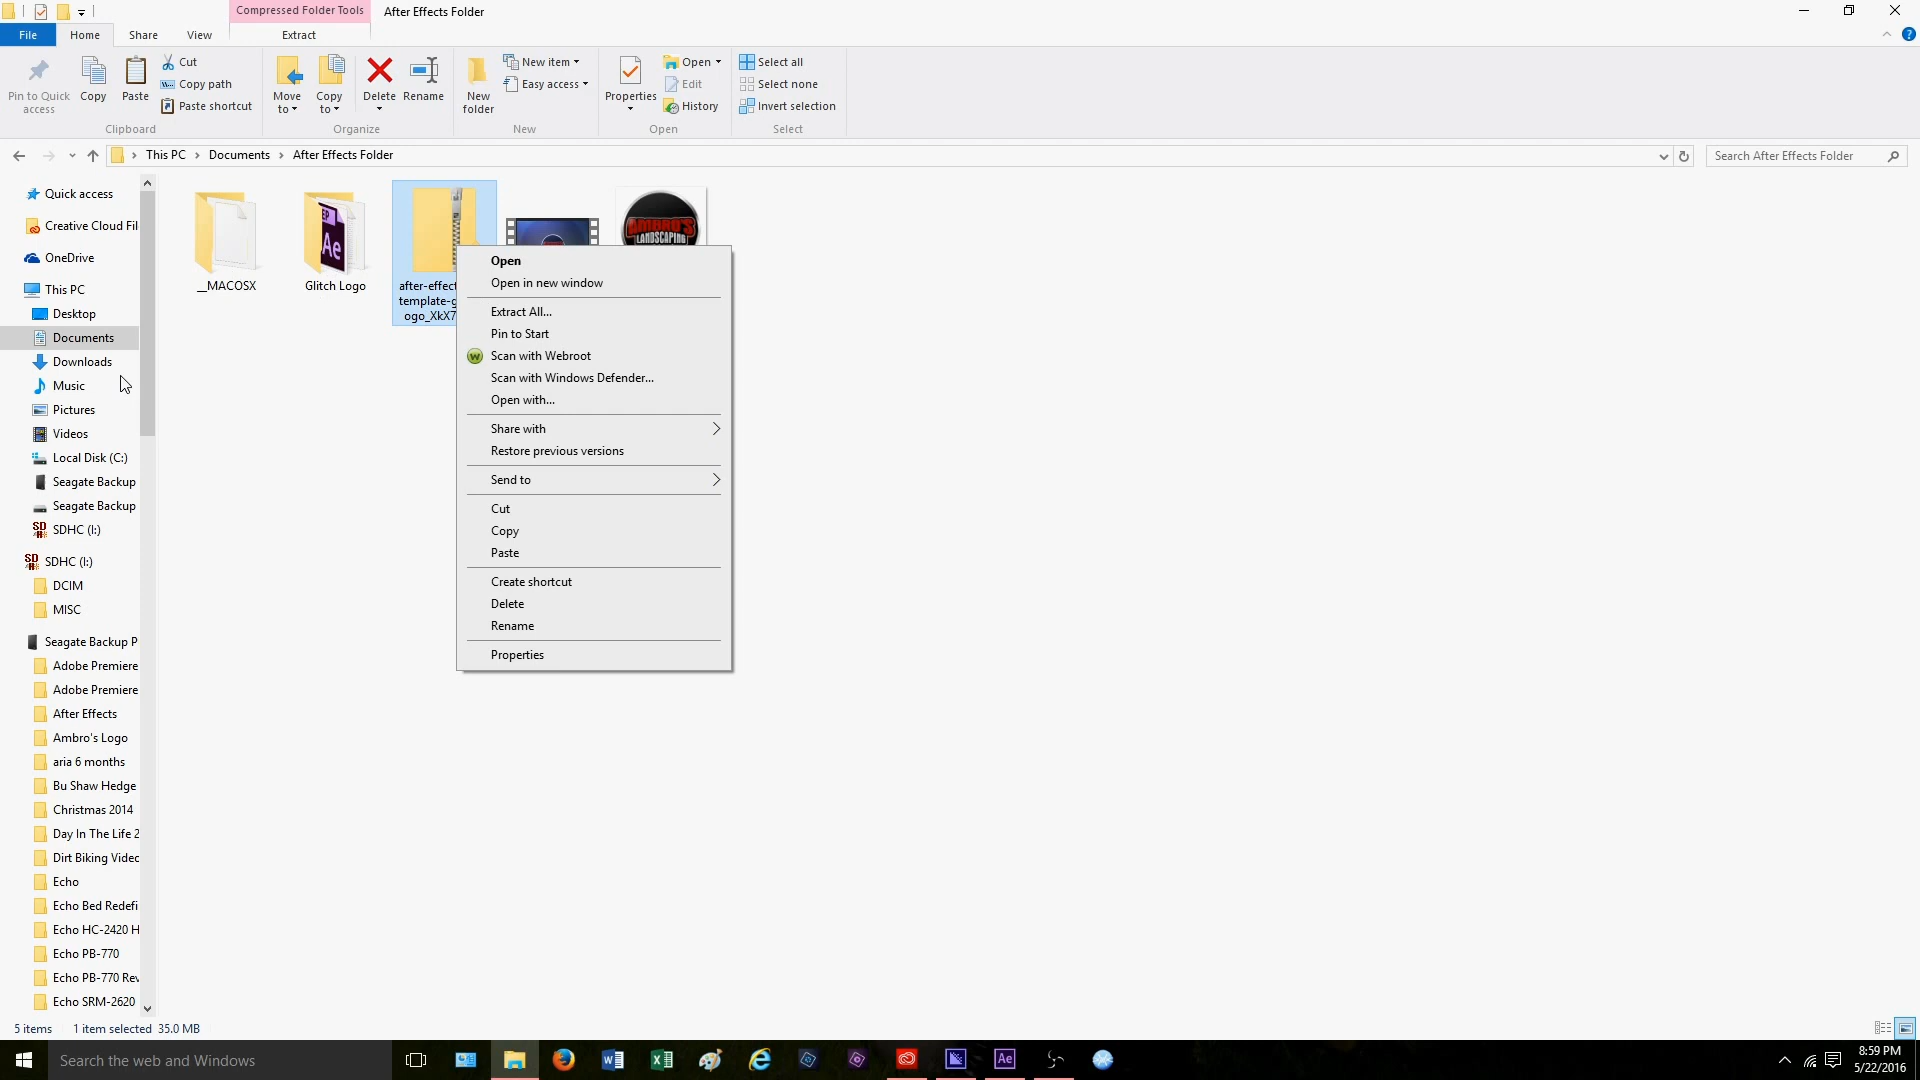 Compressed Folder Tools
After Effects Folder
File
Home
Share
View
Extract
Pin to Quick
access
Copy
Paste
Cut
Copy path
Paste shortcut
Clipboard
Move
to
Copy
to
Delete
Rename
Organize
New
folder
New item
Easy access
New
Properties
Open
Edit
History
Open
Select all
Select none
Invert selection
Select
This PC
Documents
After Effects Folder
Search After Effects Folder
Quick access
Creative Cloud Fil
OneDrive
This PC
Desktop
Documents
Downloads
Music
Pictures
Videos
Local Disk (C:)
Seagate Backup
Seagate Backup
SDHC (I:)
SDHC (I:)
DCIM
MISC
Seagate Backup P
Adobe Premiere
Adobe Premiere
After Effects
Ambro's Logo
aria 6 months
Bu Shaw Hedge
Christmas 2014
Day In The Life 2
Dirt Biking Videc
Echo
Echo Bed Redefi
Echo HC-2420 H
Echo PB-770
Echo PB-770 Rev
Echo SRM-2620
__MACOSX
EP
Ae
Glitch Logo
after-effect
template-g
ogo_XkX7
AMBRO'S
LANDSCAPING
Open
Open in new window
Extract All...
Pin to Start
Scan with Webroot
Scan with Windows Defender...
Open with...
Share with
Restore previous versions
Send to
Cut
Copy
Paste
Create shortcut
Delete
Rename
Properties
5 items
1 item selected 35.0 MB
Search the web and Windows
Ae
8:59 PM
5/22/2016